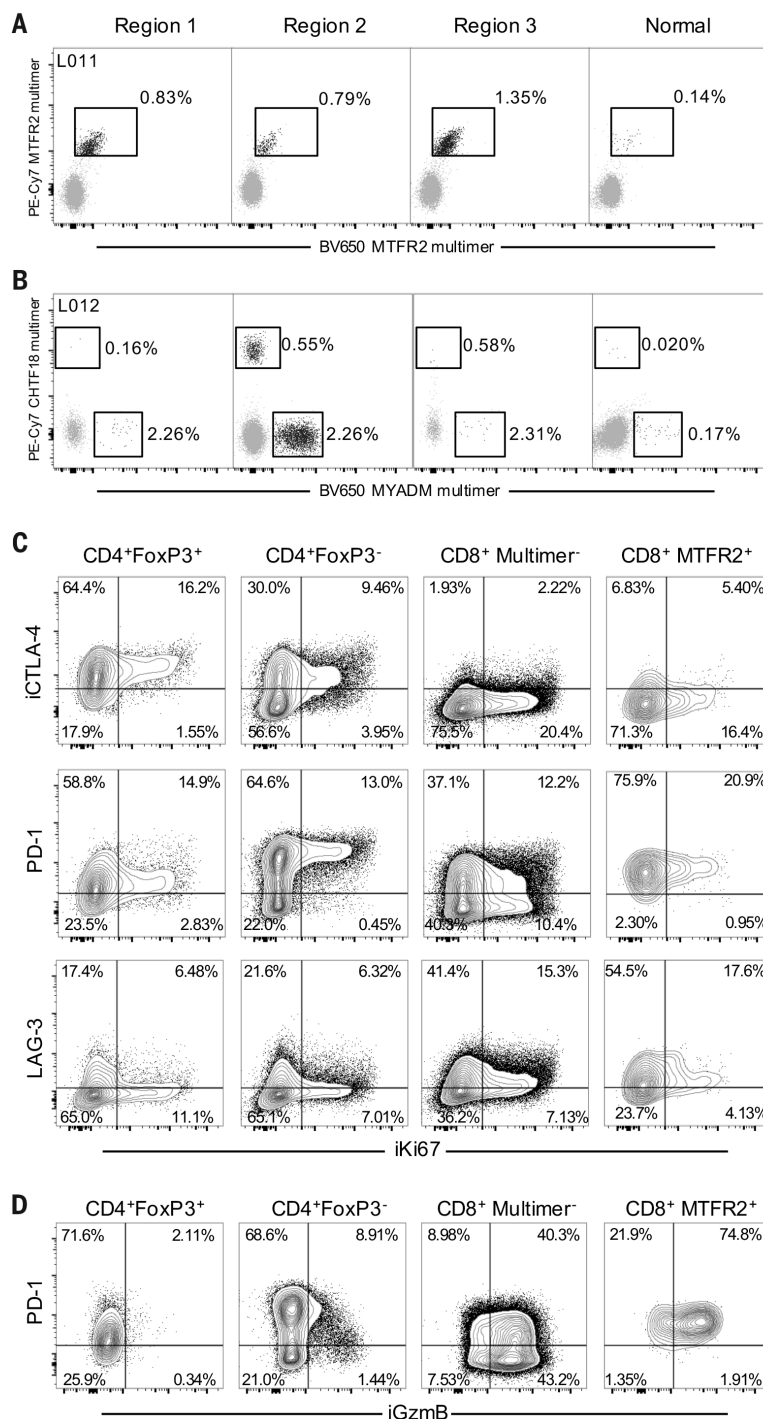 A
Region 1 Region 2 Region 3 Normal
L011
PE-Cy7 MTFR2 multimer
0.83% 0.79% 1.35% 0.14%
BV650 MTFR2 multimer
B
L012
PE-Cy7 CHTF18 multimer
0.16% 0.55% 0.58% 0.020%
2.26% 2.26% 2.31% 0.17%
BV650 MYADM multimer
C
CD4+FoxP3+ CD4+FoxP3- CD8+ Multimer- CD8+ MTFR2+
iCTLA-4
64.4% 16.2% 30.0% 9.46% 1.93% 2.22% 6.83% 5.40%
17.9% 1.55% 56.6% 3.95% 75.5% 20.4% 71.3% 16.4%
PD-1
58.8% 14.9% 64.6% 13.0% 37.1% 12.2% 75.9% 20.9%
23.5% 2.83% 22.0% 0.45% 40.3% 10.4% 2.30% 0.95%
LAG-3
17.4% 6.48% 21.6% 6.32% 41.4% 15.3% 54.5% 17.6%
65.0% 11.1% 65.1% 7.01% 36.2% 7.13% 23.7% 4.13%
iKi67
D
CD4+FoxP3+ CD4+FoxP3- CD8+ Multimer- CD8+ MTFR2+
PD-1
71.6% 2.11% 68.6% 8.91% 8.98% 40.3% 21.9% 74.8%
25.9% 0.34% 21.0% 1.44% 7.53% 43.2% 1.35% 1.91%
iGzmB